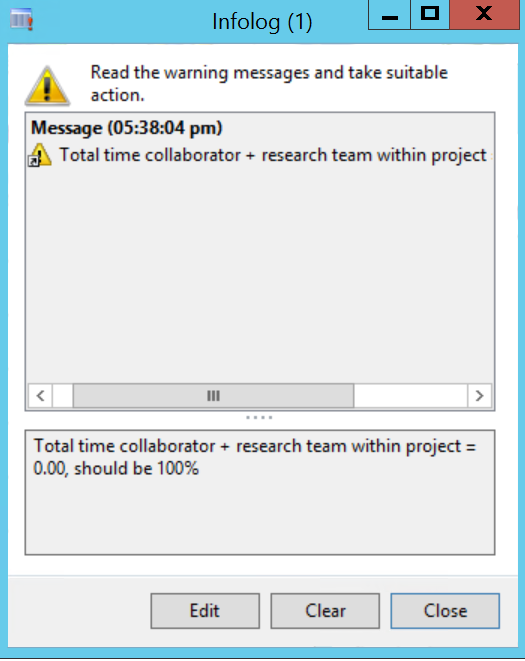 Infolog (1)
Read the warning messages and take suitable
action.
Message (05:38:04 pm)
Total time collaborator + research team within project
Total time collaborator + research team within project =
0.00, should be 100%
Edit
Clear
Close